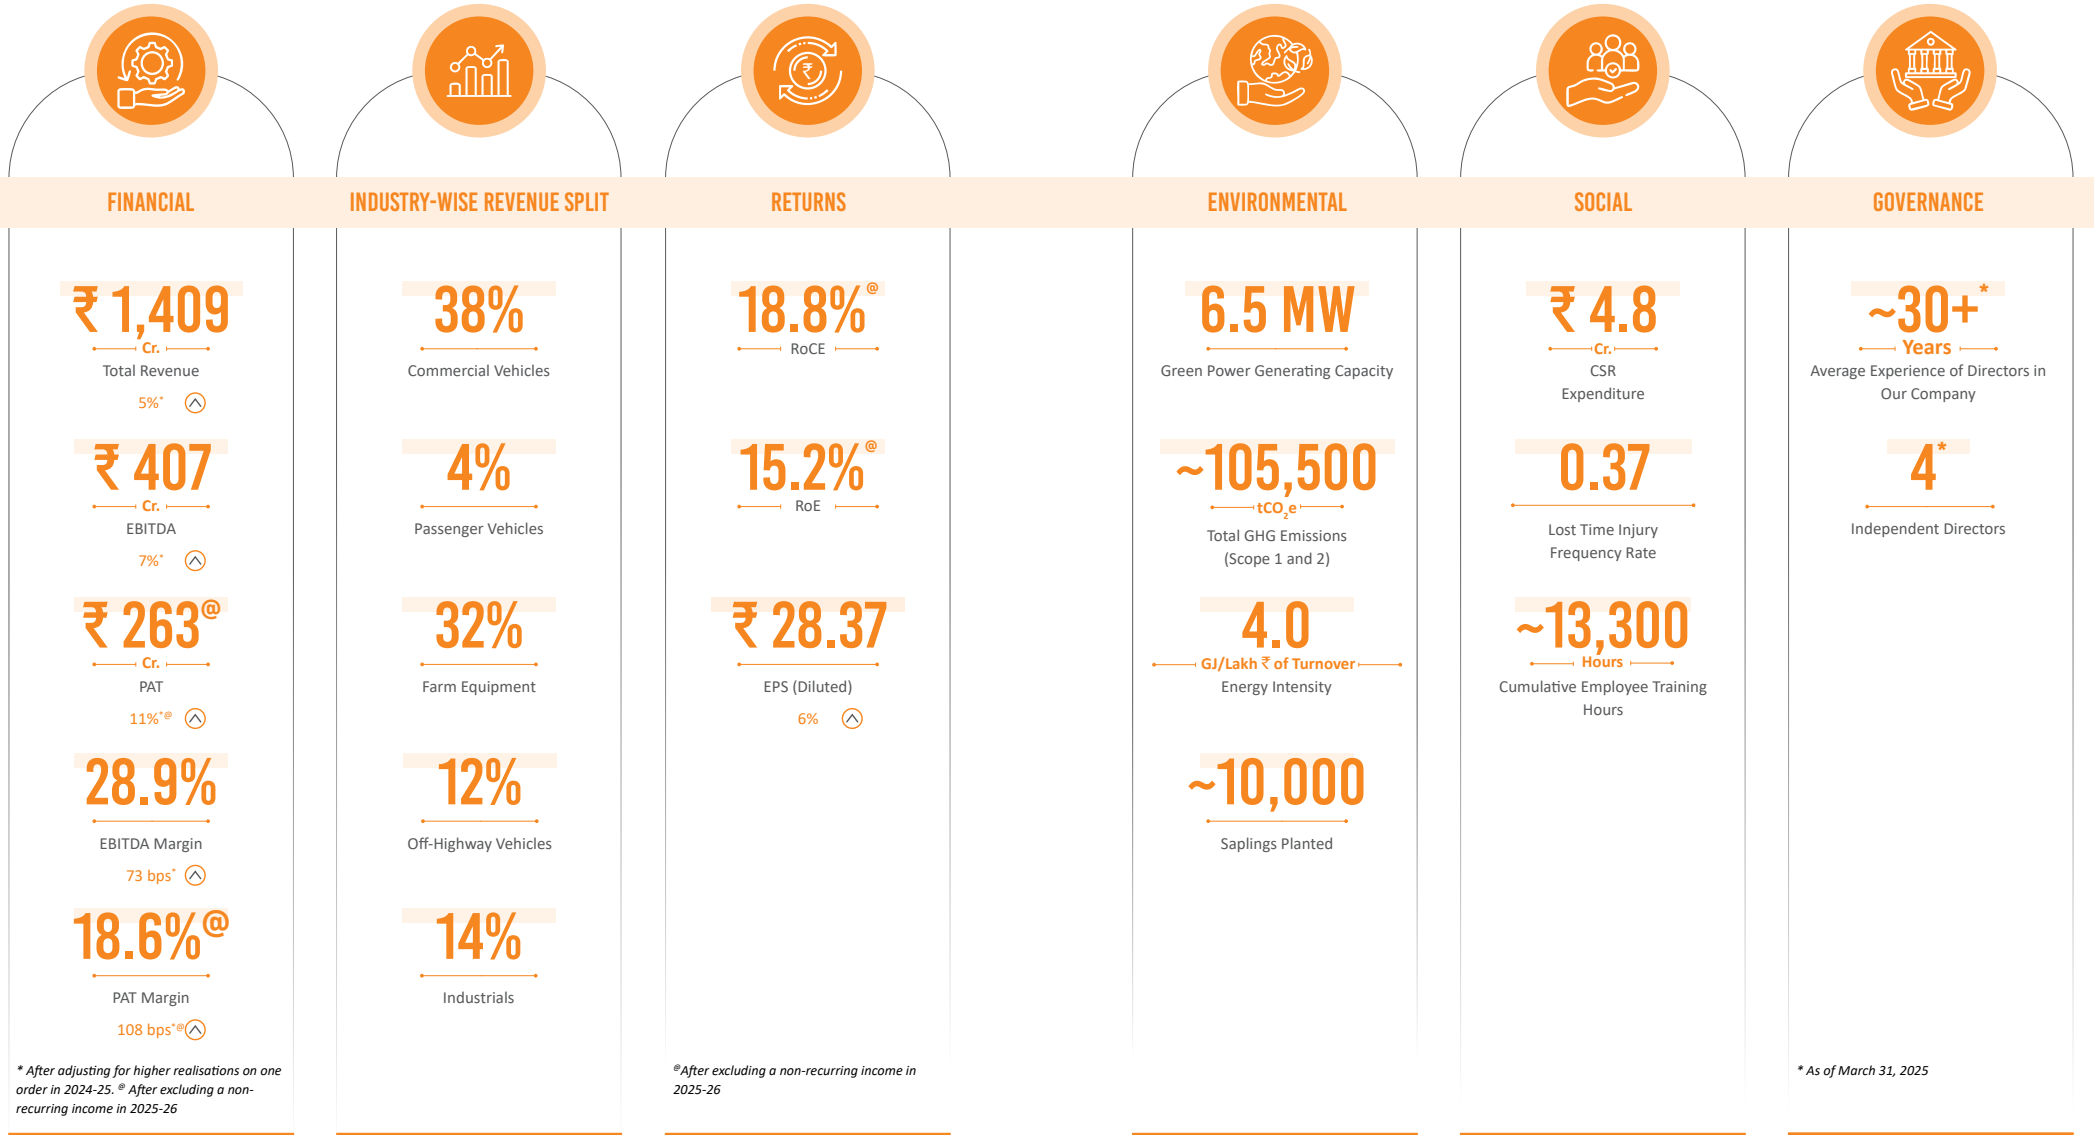 FINANCIAL
₹ 1,409
Cr.
Total Revenue
5%*
₹ 407
Cr.
EBITDA
7%*
₹ 263@
Cr.
PAT
11%*@
28.9%
EBITDA Margin
73 bps*
18.6%@
PAT Margin
108 bps*@
* After adjusting for higher realisations on one
order in 2024-25. @ After excluding a non-
recurring income in 2025-26
INDUSTRY-WISE REVENUE SPLIT
38%
Commercial Vehicles
4%
Passenger Vehicles
32%
Farm Equipment
12%
Off-Highway Vehicles
14%
Industrials
RETURNS
18.8%@
RoCE
15.2%@
RoE
₹ 28.37
EPS (Diluted)
6%
@After excluding a non-recurring income in
2025-26
ENVIRONMENTAL
6.5 MW
Green Power Generating Capacity
~105,500
tCO2e
Total GHG Emissions
(Scope 1 and 2)
4.0
GJ/Lakh ₹ of Turnover
Energy Intensity
~10,000
Saplings Planted
SOCIAL
₹ 4.8
Cr.
CSR
Expenditure
0.37
Lost Time Injury
Frequency Rate
~13,300
Hours
Cumulative Employee Training
Hours
GOVERNANCE
~30+*
Years
Average Experience of Directors in
Our Company
4*
Independent Directors
* As of March 31, 2025